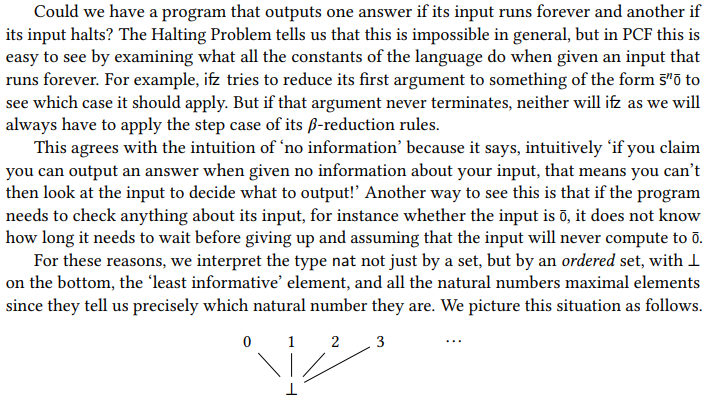 Could we have a program that outputs one answer if its input runs forever and another if
its input halts? The Halting Problem tells us that this is impossible in general, but in PCF this is
easy to see by examining what all the constants of the language do when given an input that
runs forever. For example, ifz tries to reduce its first argument to something of the form s̄ⁿō to
see which case it should apply. But if that argument never terminates, neither will ifz as we will
always have to apply the step case of its β-reduction rules.
This agrees with the intuition of ‘no information’ because it says, intuitively ‘if you claim
you can output an answer when given no information about your input, that means you can’t
then look at the input to decide what to output!’ Another way to see this is that if the program
needs to check anything about its input, for instance whether the input is ō, it does not know
how long it needs to wait before giving up and assuming that the input will never compute to ō.
For these reasons, we interpret the type nat not just by a set, but by an ordered set, with ⊥
on the bottom, the ‘least informative’ element, and all the natural numbers maximal elements
since they tell us precisely which natural number they are. We picture this situation as follows.
0 1 2 3 ⋯
⊥